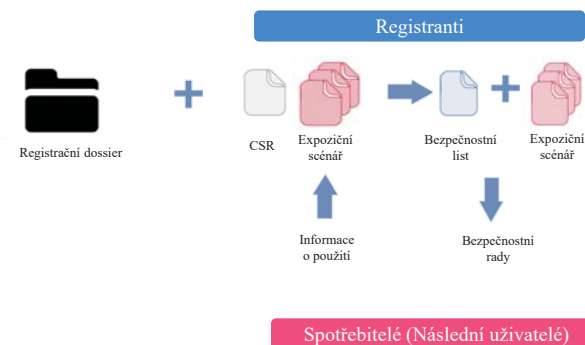 Registranti
Registrační dossier
CSR
Expoziční
scénář
Bezpečnostní
list
Expoziční
scénář
Informace
o použití
Bezpečnostní
rady
Spotřebitelé (Následní uživatelé)